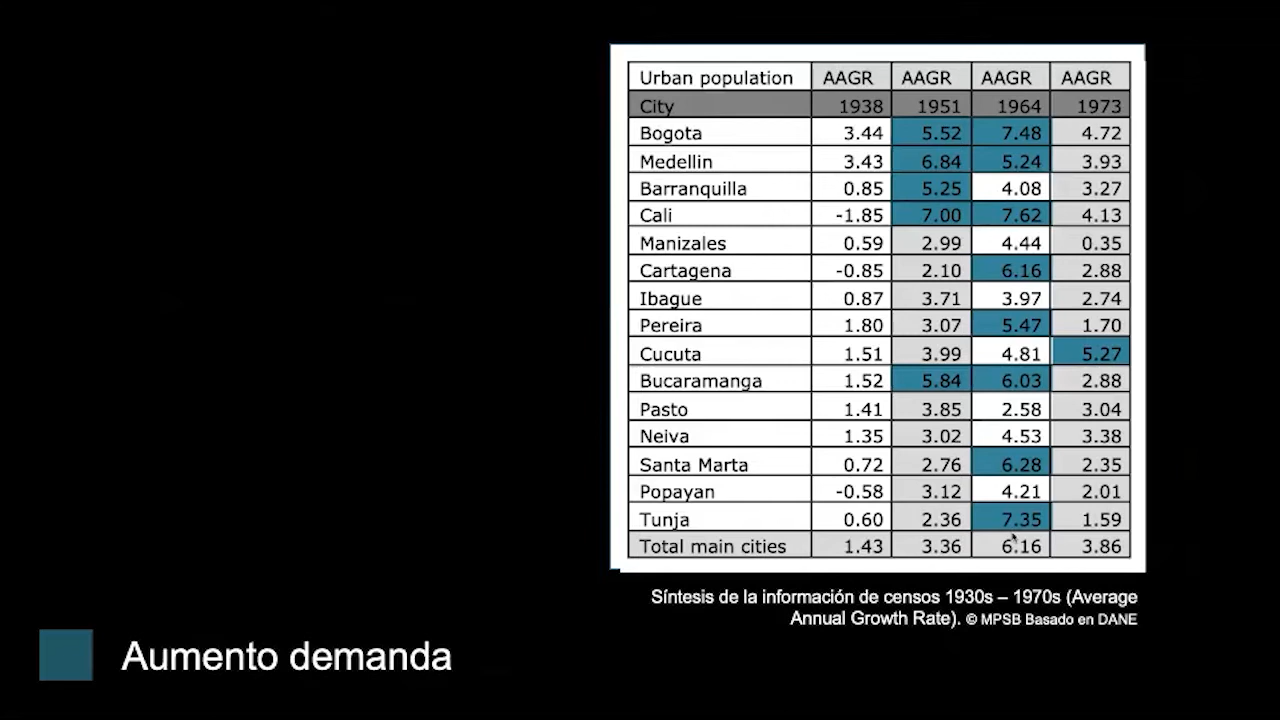 Urban population AAGR AAGR AAGR AAGR
City 1938 1951 1964 1973
Bogota 3.44 5.52 7.48 4.72
Medellin 3.43 6.84 5.24 3.93
Barranquilla 0.85 5.25 4.08 3.27
Cali -1.85 7.00 7.62 4.13
Manizales 0.59 2.99 4.44 0.35
Cartagena -0.85 2.10 6.16 2.88
Ibague 0.87 3.71 3.97 2.74
Pereira 1.80 3.07 5.47 1.70
Cucuta 1.51 3.99 4.81 5.27
Bucaramanga 1.52 5.84 6.03 2.88
Pasto 1.41 3.85 2.58 3.04
Neiva 1.35 3.02 4.53 3.38
Santa Marta 0.72 2.76 6.28 2.35
Popayan -0.58 3.12 4.21 2.01
Tunja 0.60 2.36 7.35 1.59
Total main cities 1.43 3.36 6.16 3.86
Síntesis de la información de censos 1930s – 1970s (Average
Annual Growth Rate). © MPSB Basado en DANE
Aumento demanda